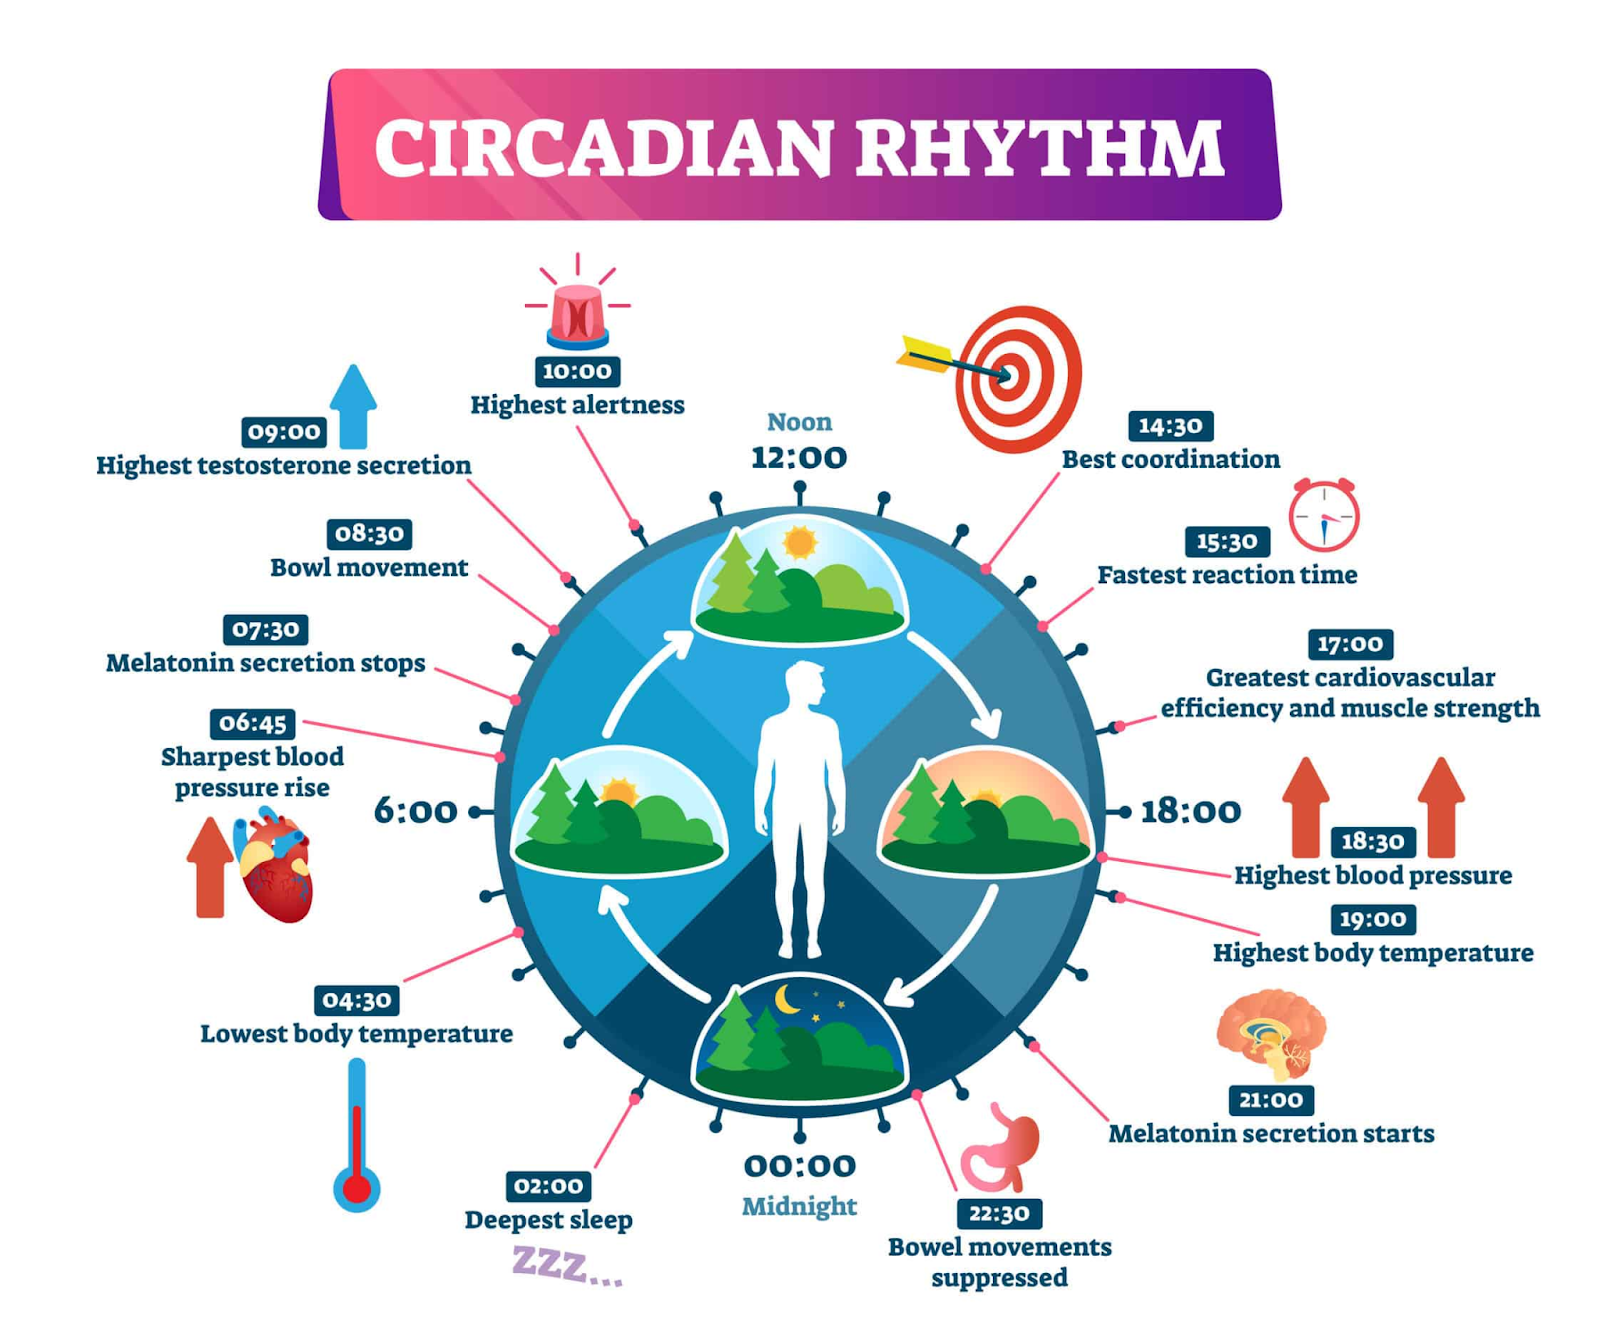 CIRCADIAN RHYTHM
10:00
Highest alertness
09:00
Highest testosterone secretion
08:30
Bowl movement
07:30
Melatonin secretion stops
06:45
Sharpest blood
pressure rise
6:00
04:30
Lowest body temperature
02:00
Deepest sleep
ZZZ...
Noon
12:00
14:30
Best coordination
15:30
Fastest reaction time
17:00
Greatest cardiovascular
efficiency and muscle strength
18:00
18:30
Highest blood pressure
19:00
Highest body temperature
21:00
Melatonin secretion starts
22:30
Bowel movements
suppressed
00:00
Midnight